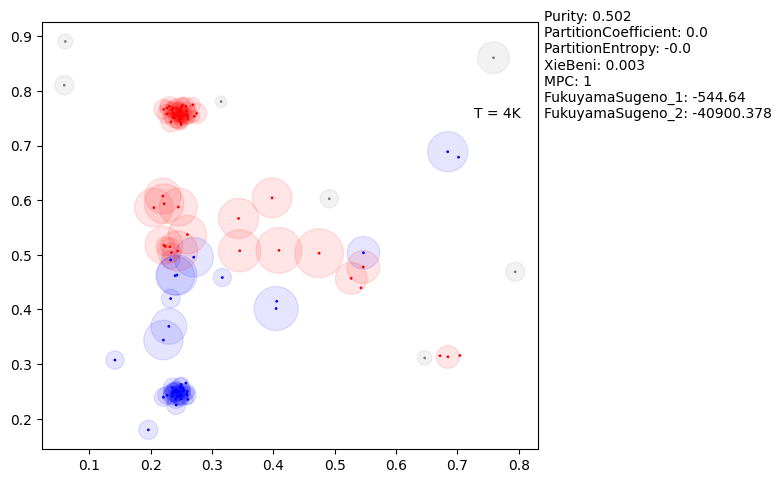 Purity: 0.502
PartitionCoefficient: 0.0
PartitionEntropy: -0.0
XieBeni: 0.003
MPC: 1
FukuyamaSugeno_1: -544.64
FukuyamaSugeno_2: -40900.378
T = 4K
0.9
0.8
0.7
0.6
0.5
0.4
0.3
0.2
0.1 0.2 0.3 0.4 0.5 0.6 0.7 0.8